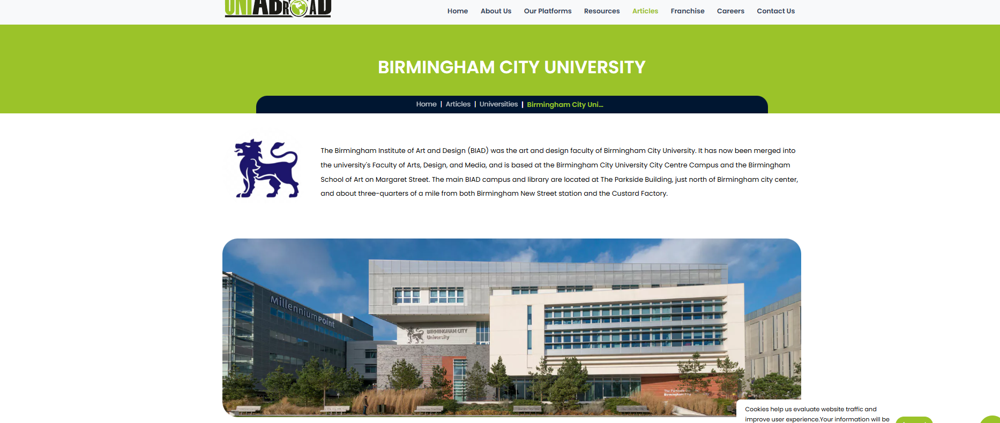 UNIABROAD
Home About Us Our Platforms Resources Articles Franchise Careers Contact Us
BIRMINGHAM CITY UNIVERSITY
Home | Articles | Universities | Birmingham City Uni...
The Birmingham Institute of Art and Design (BIAD) was the art and design faculty of Birmingham City University. It has now been merged into
the university's Faculty of Arts, Design, and Media, and is based at the Birmingham City University City Centre Campus and the Birmingham
School of Art on Margaret Street. The main BIAD campus and library are located at The Parkside Building, just north of Birmingham city center,
and about three-quarters of a mile from both Birmingham New Street station and the Custard Factory.
Millennium Point
BIRMINGHAM CITY
University
The Parkside
Birmingham City
Cookies help us evaluate website traffic and
improve user experience.Your information will be